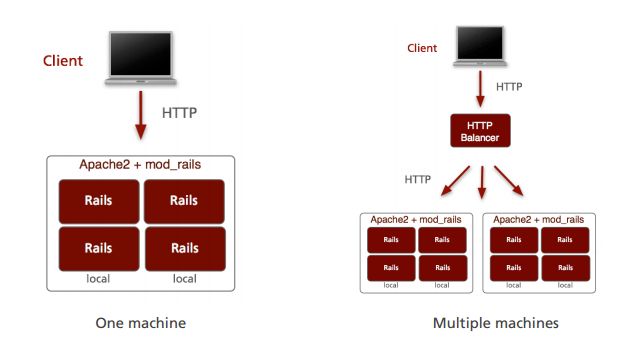 Client
HTTP
Apache2 + mod_rails
Rails Rails
Rails Rails
local local
One machine
Client
HTTP
HTTP
Balancer
HTTP
Apache2 + mod_rails
Rails Rails
Rails Rails
local local
Apache2 + mod_rails
Rails Rails
Rails Rails
local local
Multiple machines